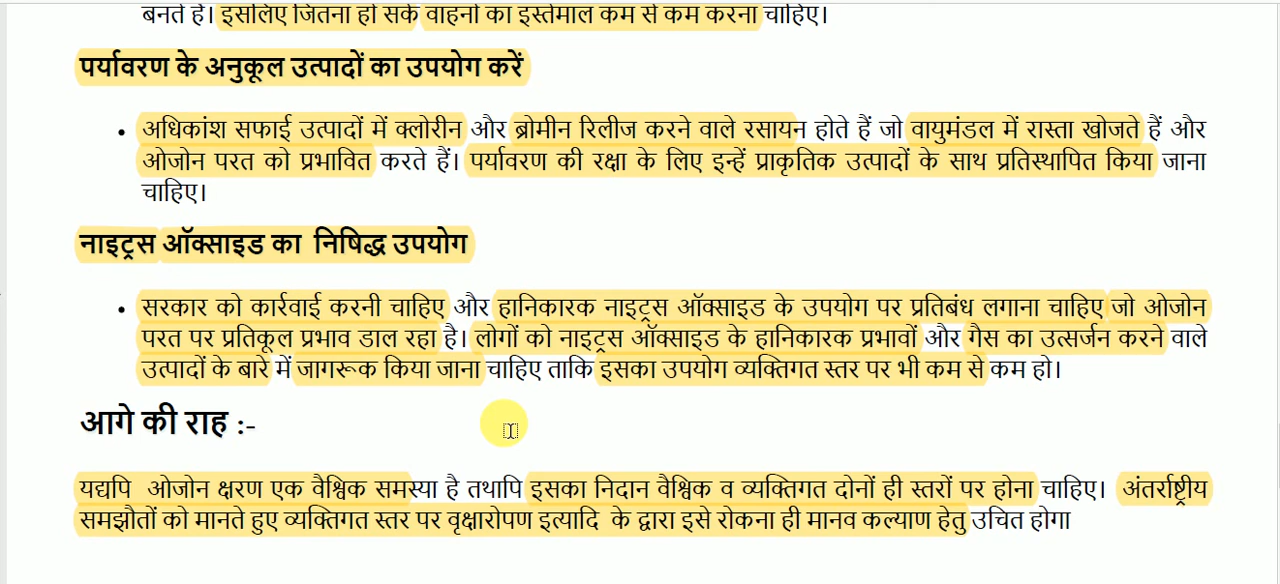 बनते हैं। इसलिए जितना हो सके वाहनों का इस्तेमाल कम से कम करना चाहिए।
पर्यावरण के अनुकूल उत्पादों का उपयोग करें
• अधिकांश सफाई उत्पादों में क्लोरीन और ब्रोमीन रिलीज करने वाले रसायन होते हैं जो वायुमंडल में रास्ता खोजते हैं और
ओजोन परत को प्रभावित करते हैं। पर्यावरण की रक्षा के लिए इन्हें प्राकृतिक उत्पादों के साथ प्रतिस्थापित किया जाना
चाहिए।
नाइट्रस ऑक्साइड का निषिद्ध उपयोग
• सरकार को कार्रवाई करनी चाहिए और हानिकारक नाइट्रस ऑक्साइड के उपयोग पर प्रतिबंध लगाना चाहिए जो ओजोन
परत पर प्रतिकूल प्रभाव डाल रहा है। लोगों को नाइट्रस ऑक्साइड के हानिकारक प्रभावों और गैस का उत्सर्जन करने वाले
उत्पादों के बारे में जागरूक किया जाना चाहिए ताकि इसका उपयोग व्यक्तिगत स्तर पर भी कम से कम हो।
आगे की राह :-
यद्यपि ओजोन क्षरण एक वैश्विक समस्या है तथापि इसका निदान वैश्विक व व्यक्तिगत दोनों ही स्तरों पर होना चाहिए। अंतर्राष्ट्रीय
समझौतों को मानते हुए व्यक्तिगत स्तर पर वृक्षारोपण इत्यादि के द्वारा इसे रोकना ही मानव कल्याण हेतु उचित होगा